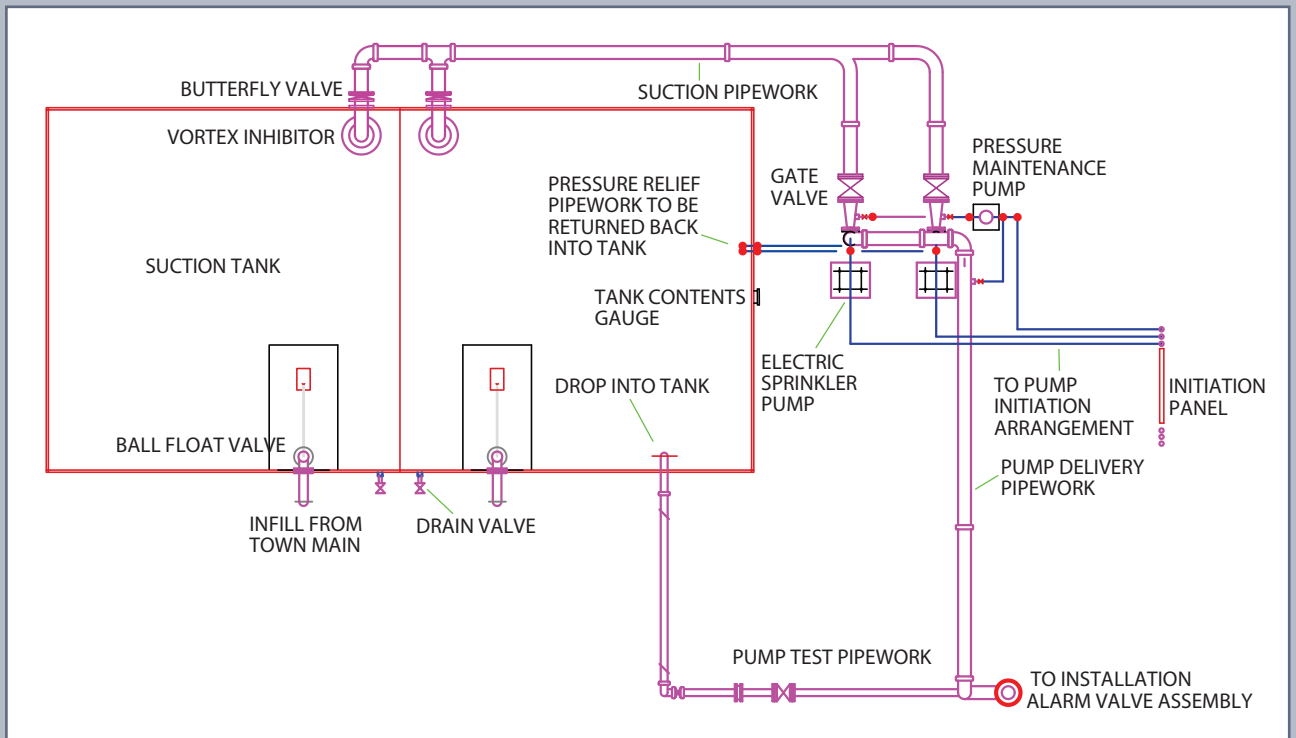 BUTTERFLY VALVE
SUCTION PIPEWORK
VORTEX INHIBITOR
PRESSURE
MAINTENANCE
PUMP
GATE
VALVE
PRESSURE RELIEF
PIPEWORK TO BE
RETURNED BACK
INTO TANK
SUCTION TANK
TANK CONTENTS
GAUGE
ELECTRIC
SPRINKLER
PUMP
DROP INTO TANK
TO PUMP
INITIATION
ARRANGEMENT
INITIATION
PANEL
BALL FLOAT VALVE
PUMP DELIVERY
PIPEWORK
INFILL FROM
TOWN MAIN
DRAIN VALVE
PUMP TEST PIPEWORK
TO INSTALLATION
ALARM VALVE ASSEMBLY